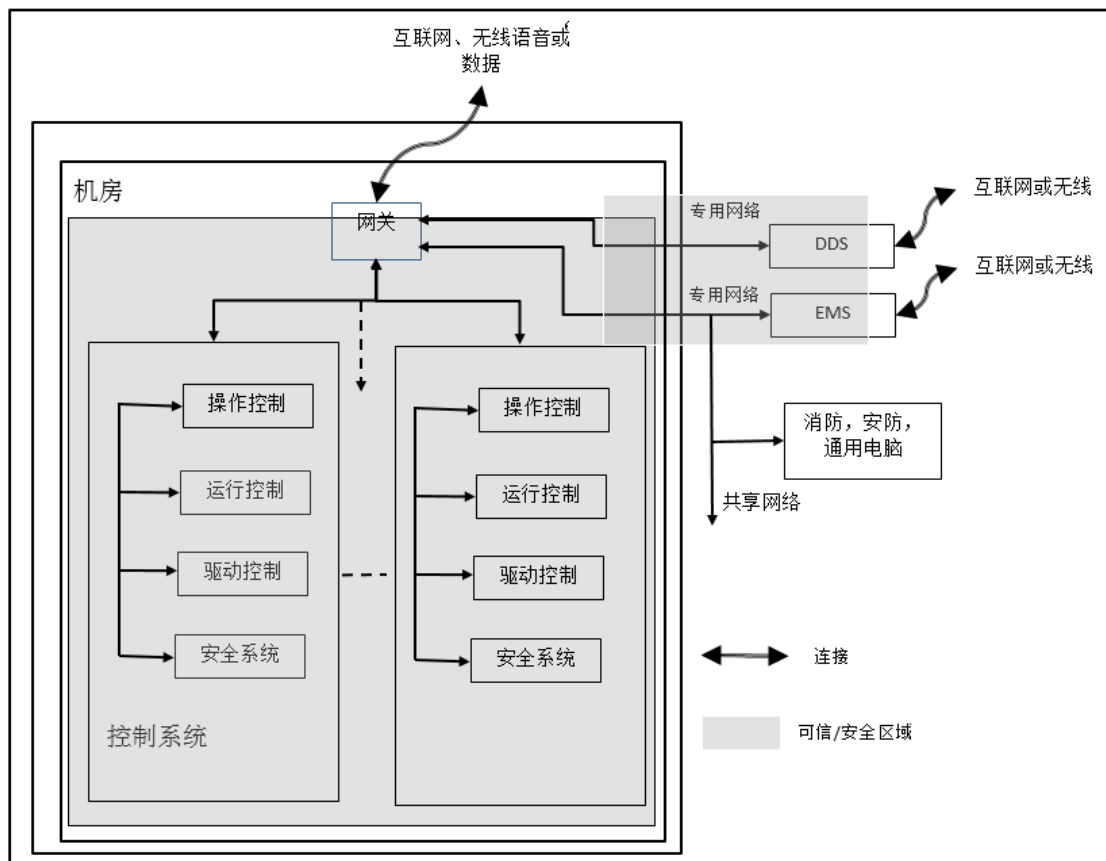 互联网、无线语音或
数据
机房
网关
专用网络
DDS
互联网或无线
互联网或无线
专用网络
EMS
操作控制
运行控制
驱动控制
安全系统
控制系统
操作控制
运行控制
驱动控制
安全系统
消防，安防，
通用电脑
共享网络
连接
可信/安全区域